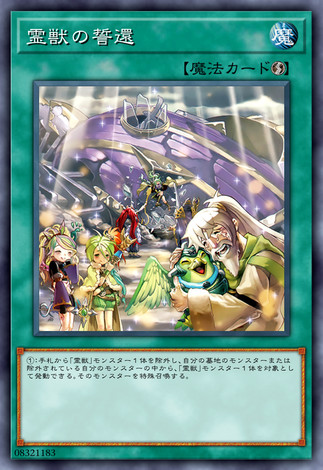 霊獣の誓還
魔
【魔法カード】
①：手札から「霊獣」モンスター１体を除外し、自分の墓地のモンスターまたは
除外されている自分のモンスターの中から、「霊獣」モンスター１体を対象と
して発動できる。そのモンスターを特殊召喚する。
08321183